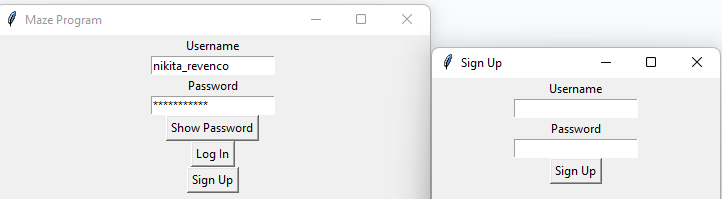 Maze Program
Username
nikita_revenco
Password
***********
Show Password
Log In
Sign Up
Sign Up
Username
Password
Sign Up